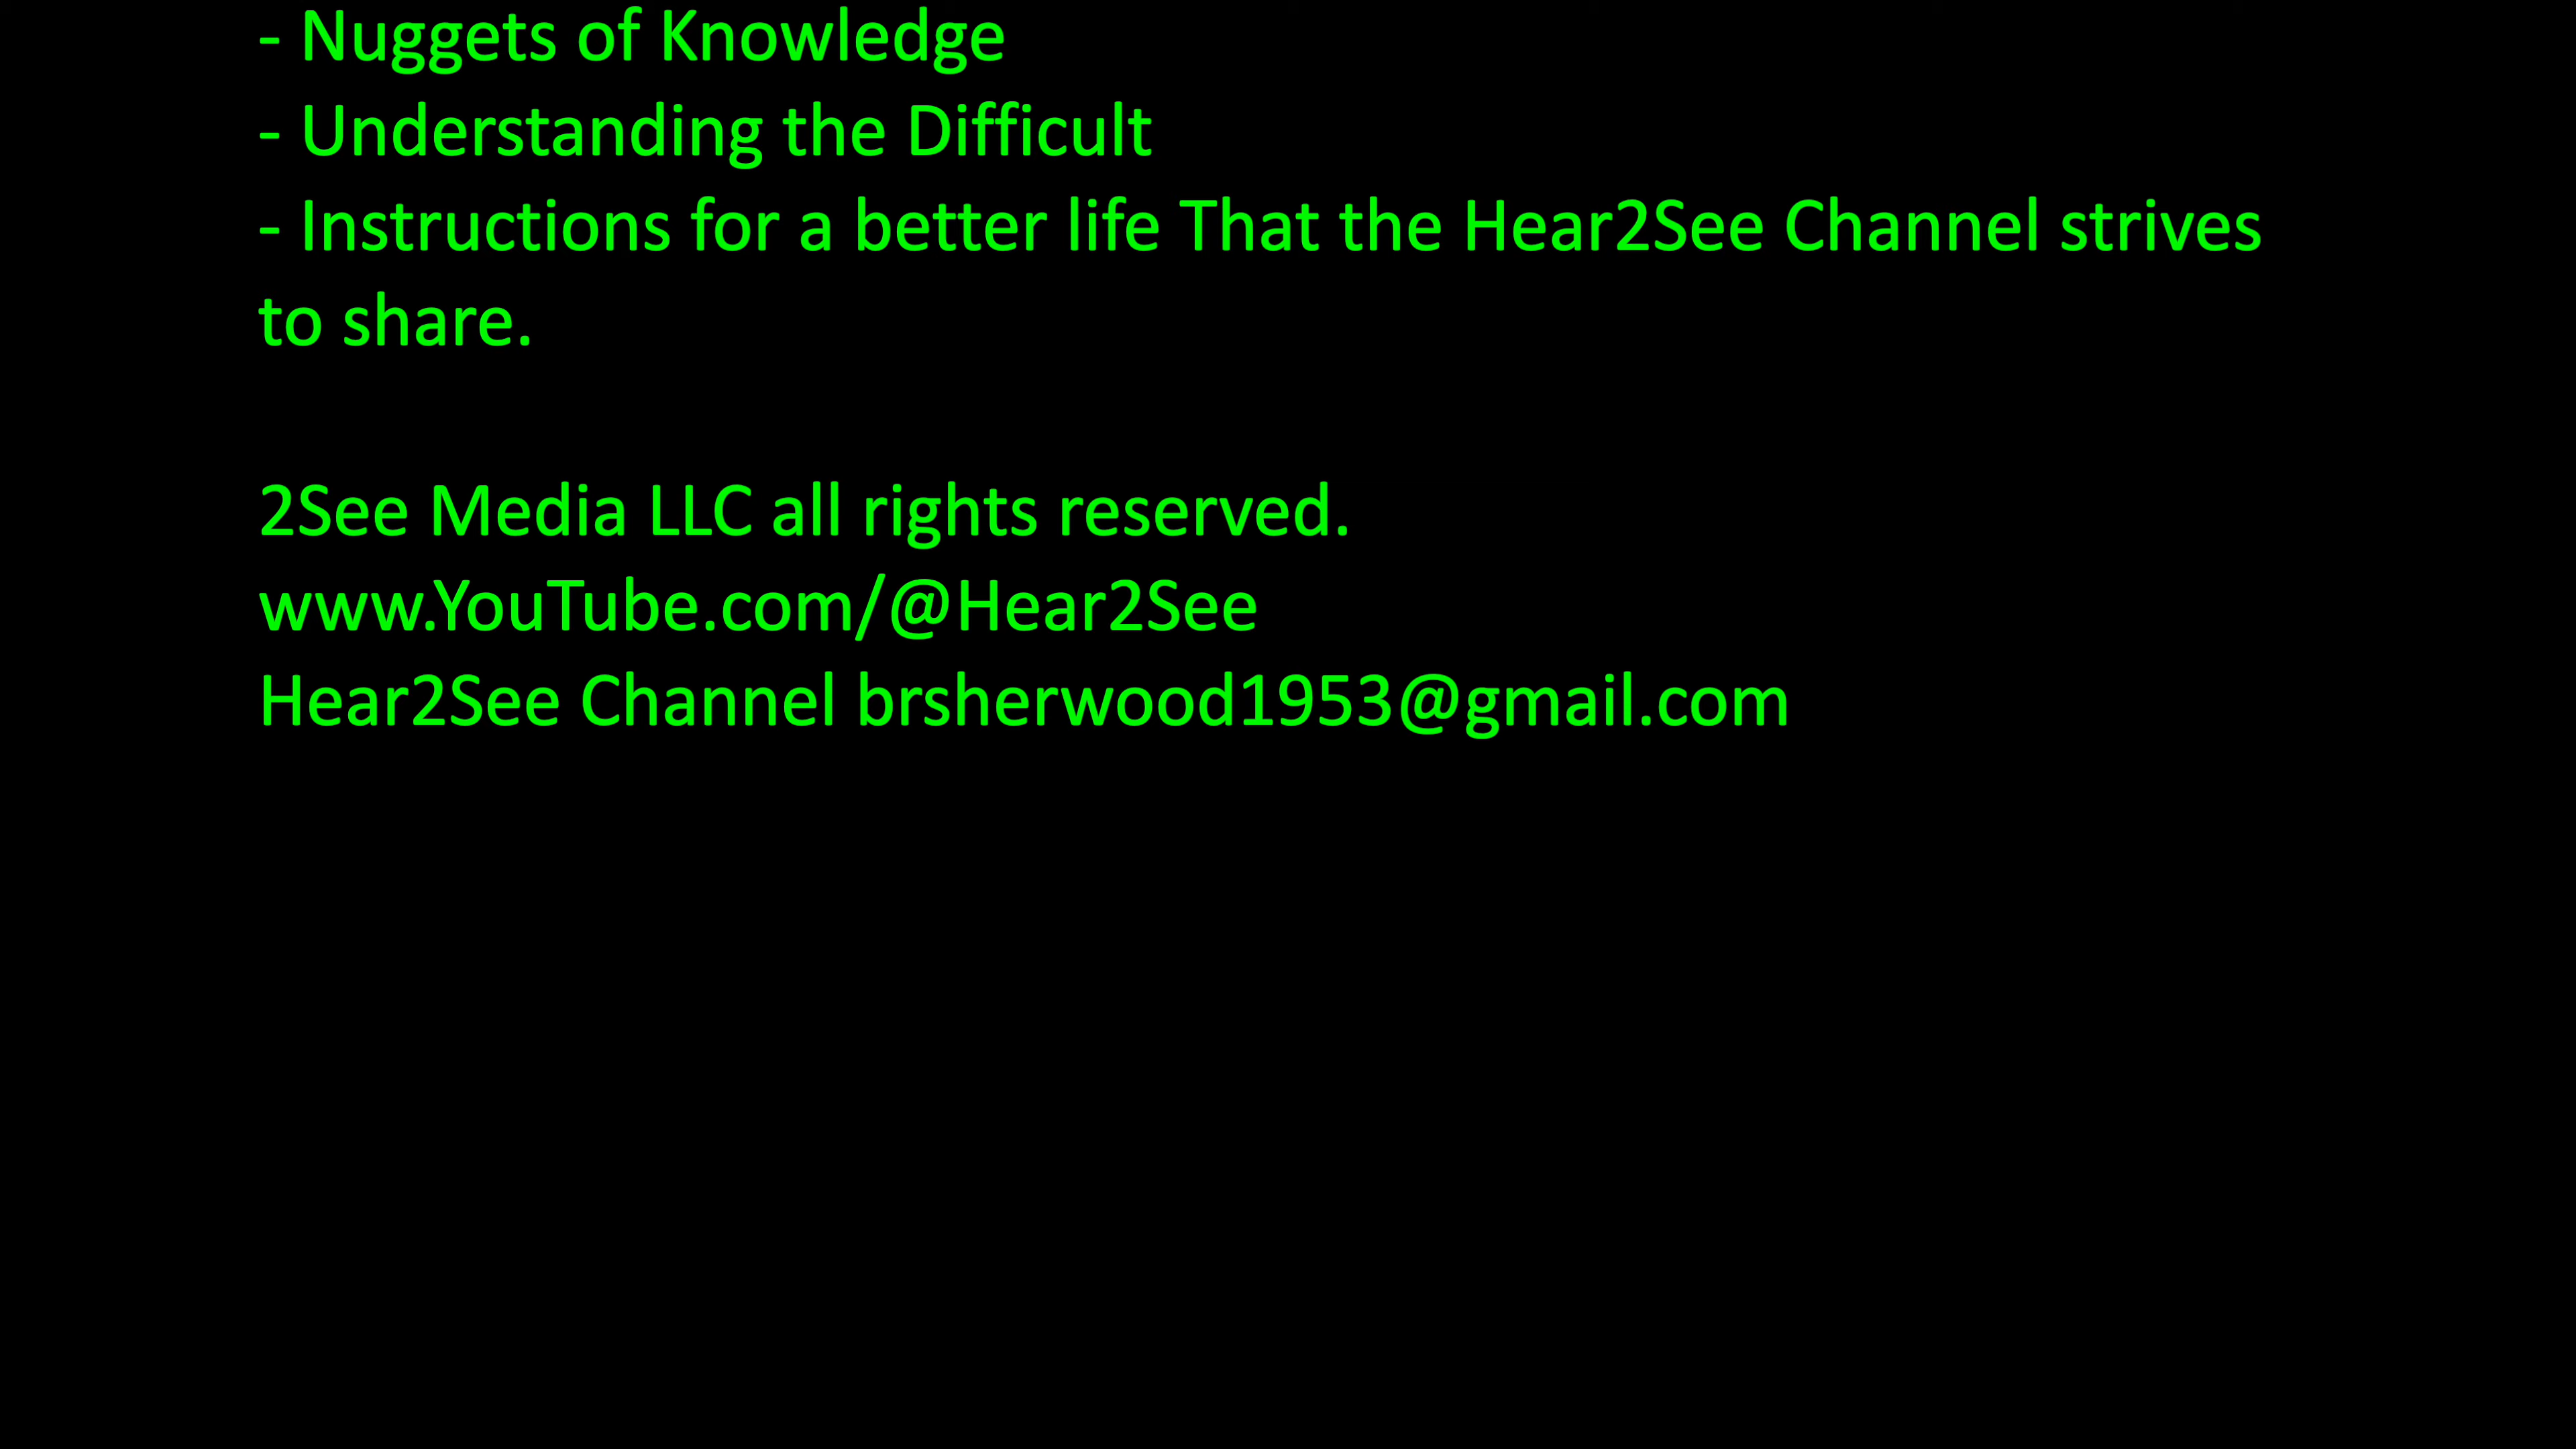 - Nuggets of Knowledge
- Understanding the Difficult
- Instructions for a better life That the Hear2See Channel strives
to share.
2See Media LLC all rights reserved.
www.YouTube.com/@Hear2See
Hear2See Channel brsherwood1953@gmail.com